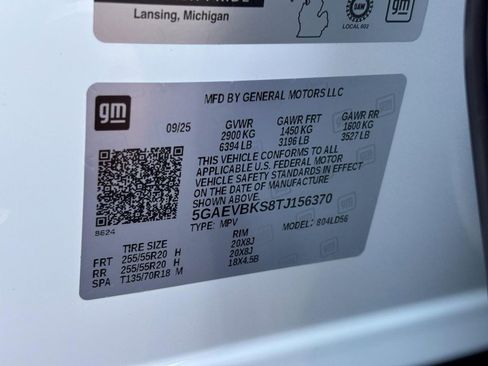 Lansing, Michigan
UAW
LOCAL 602
gm
gm
MFD BY GENERAL MOTORS LLC
09/25 GVWR GAWR FRT GAWR RR
2900 KG 1450 KG 1600 KG
6394 LB 3196 LB 3527 LB
THIS VEHICLE CONFORMS TO ALL
APPLICABLE U.S. FEDERAL MOTOR
VEHICLE SAFETY STANDARDS IN EFFECT
ON THE DATE OF MANUFACTURE
SHOWN ABOVE.
5GAEVBKS8TJ156370
8624
TYPE: MPV MODEL: 804LD56
TIRE SIZE RIM
FRT 255/55R20 H 20X8J
RR 255/55R20 H 20X8J
SPA T135/70R18 M 18X4.5B